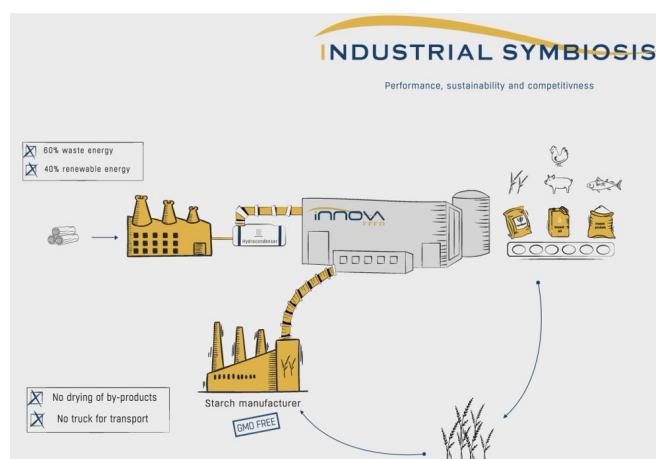 INDUSTRIAL SYMBIOSIS
Performance, sustainability and competitivness
60% waste energy
40% renewable energy
Hydrocondenser
innova
FEED
Starch manufacturer
GMO FREE
No drying of by-products
No truck for transport